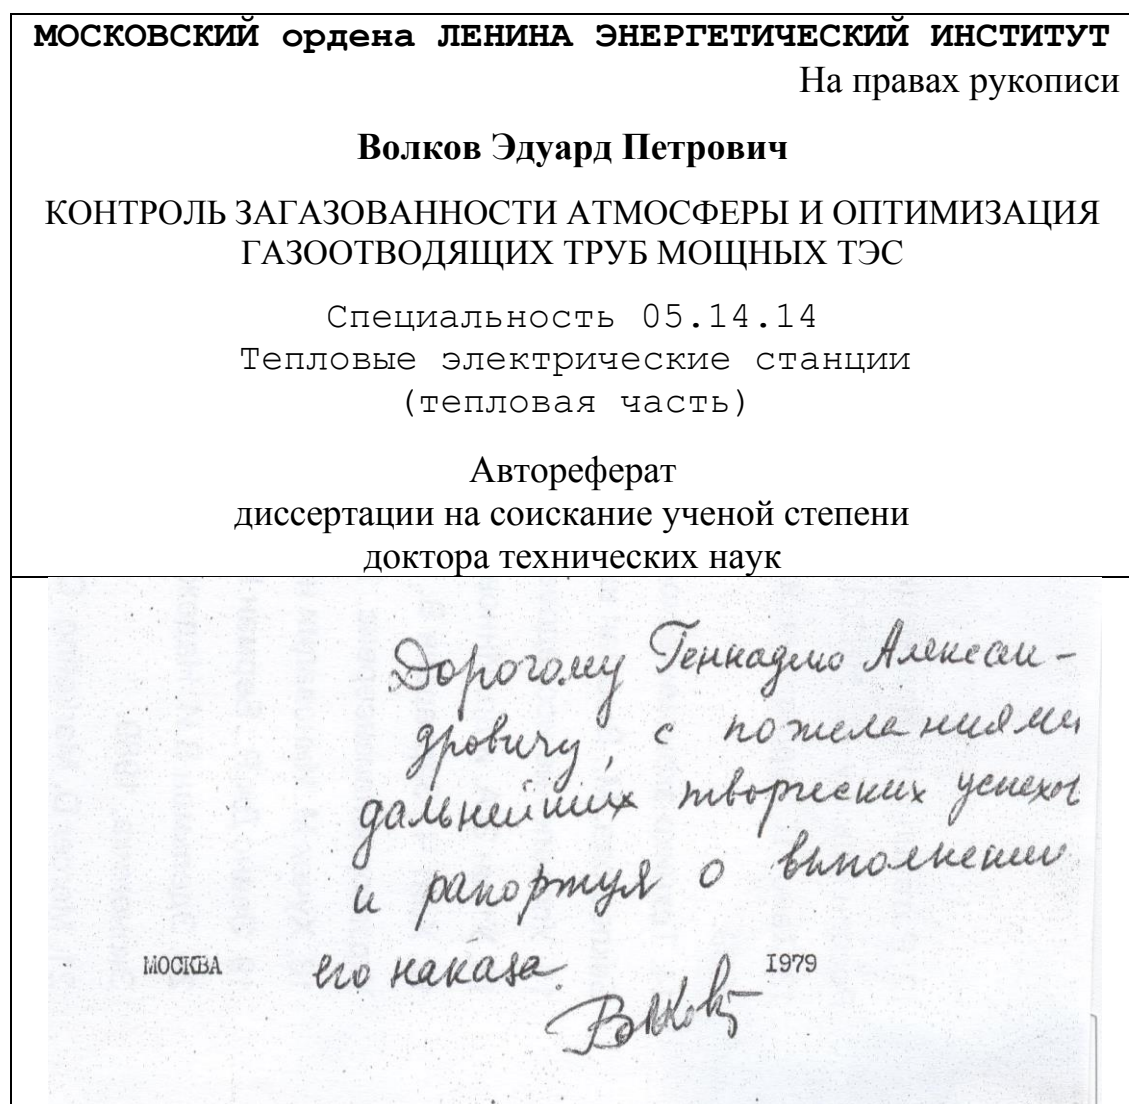 МОСКОВСКИЙ ордена ЛЕНИНА ЭНЕРГЕТИЧЕСКИЙ ИНСТИТУТ
На правах рукописи
Волков Эдуард Петрович
КОНТРОЛЬ ЗАГАЗОВАННОСТИ АТМОСФЕРЫ И ОПТИМИЗАЦИЯ
ГАЗООТВОДЯЩИХ ТРУБ МОЩНЫХ ТЭС
Специальность 05.14.14
Тепловые электрические станции
(тепловая часть)
Автореферат
диссертации на соискание ученой степени
доктора технических наук
Дорогому Геннадию Алексан-
дровичу, с пожеланиями
дальнейших творческих успехов
и рапортуя о выполнении
его наказа.
МОСКВА 1979
Волков